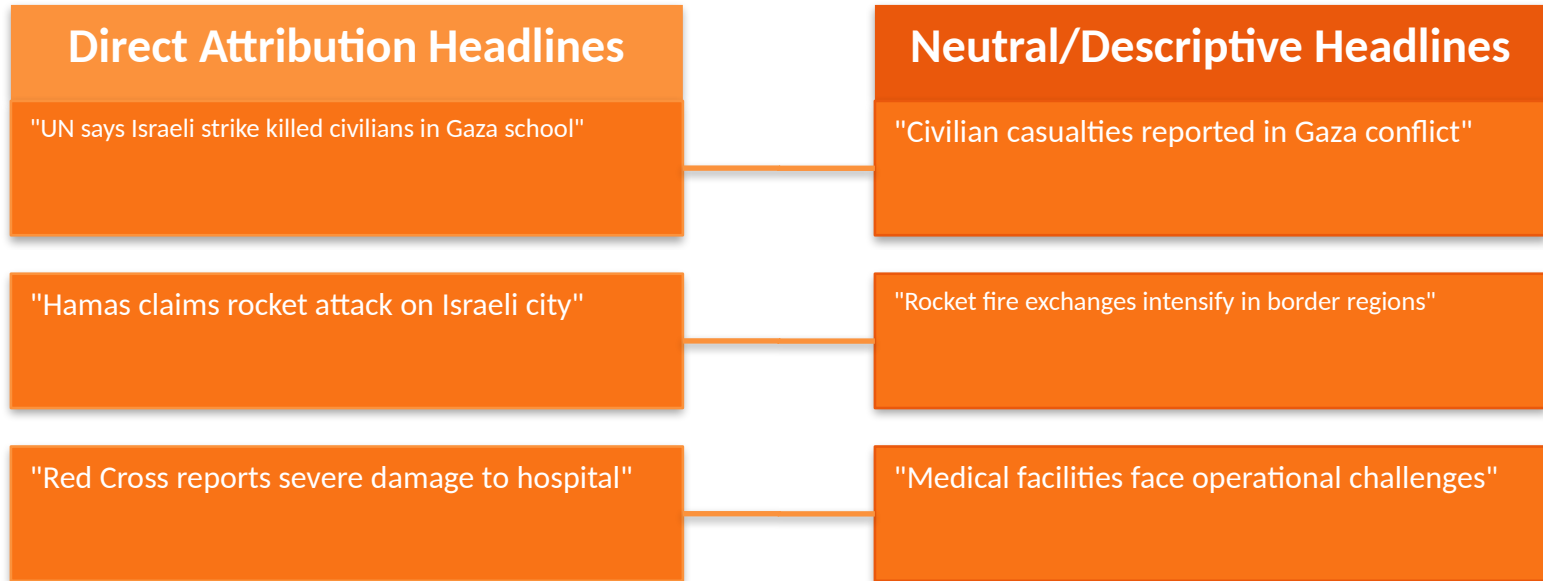 Direct Attribution Headlines
Neutral/Descriptive Headlines
"UN says Israeli strike killed civilians in Gaza school"
"Civilian casualties reported in Gaza conflict"
"Hamas claims rocket attack on Israeli city"
"Rocket fire exchanges intensify in border regions"
"Red Cross reports severe damage to hospital"
"Medical facilities face operational challenges"